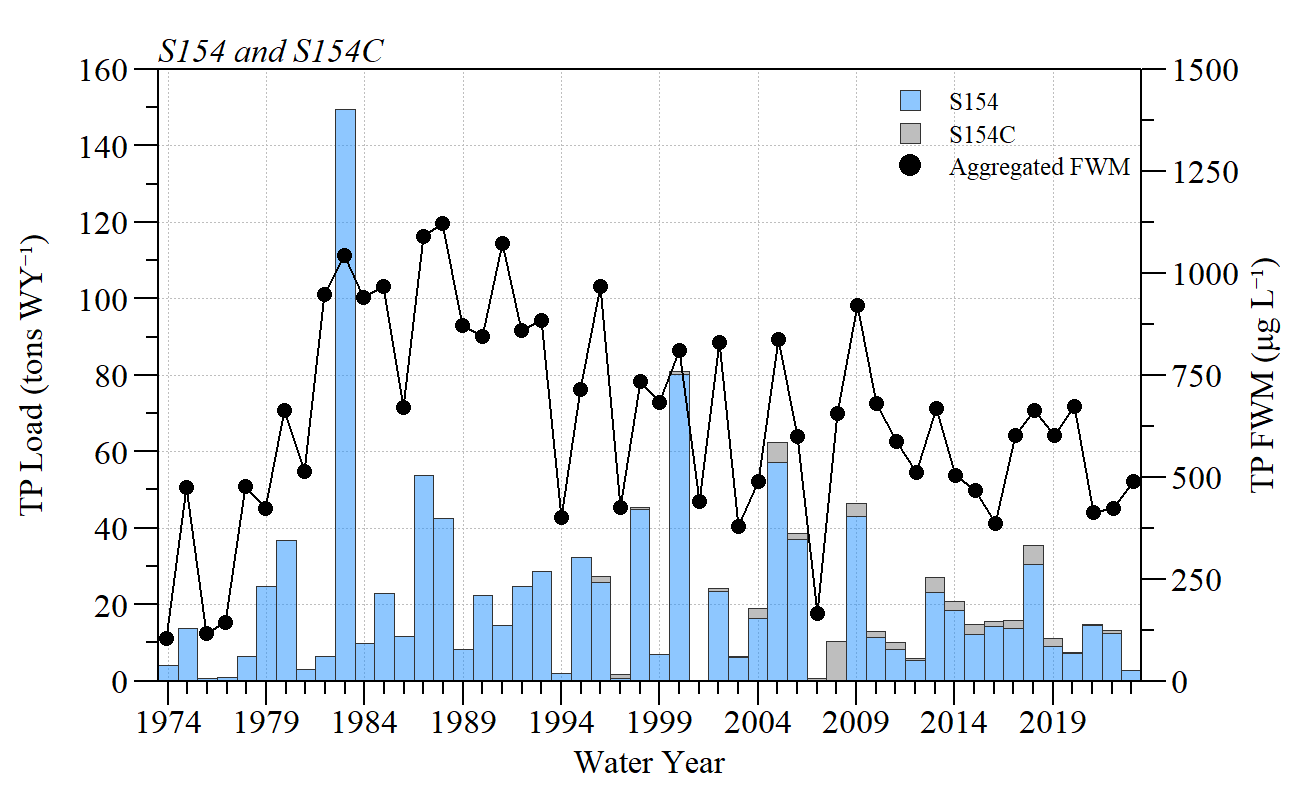 S154 and S154C
160
140
120
100
80
60
40
20
0
TP Load (tons WY⁻¹)
1500
1250
1000
750
500
250
0
TP FWM (µg L⁻¹)
S154
S154C
Aggregated FWM
1974 1979 1984 1989 1994 1999 2004 2009 2014 2019
Water Year